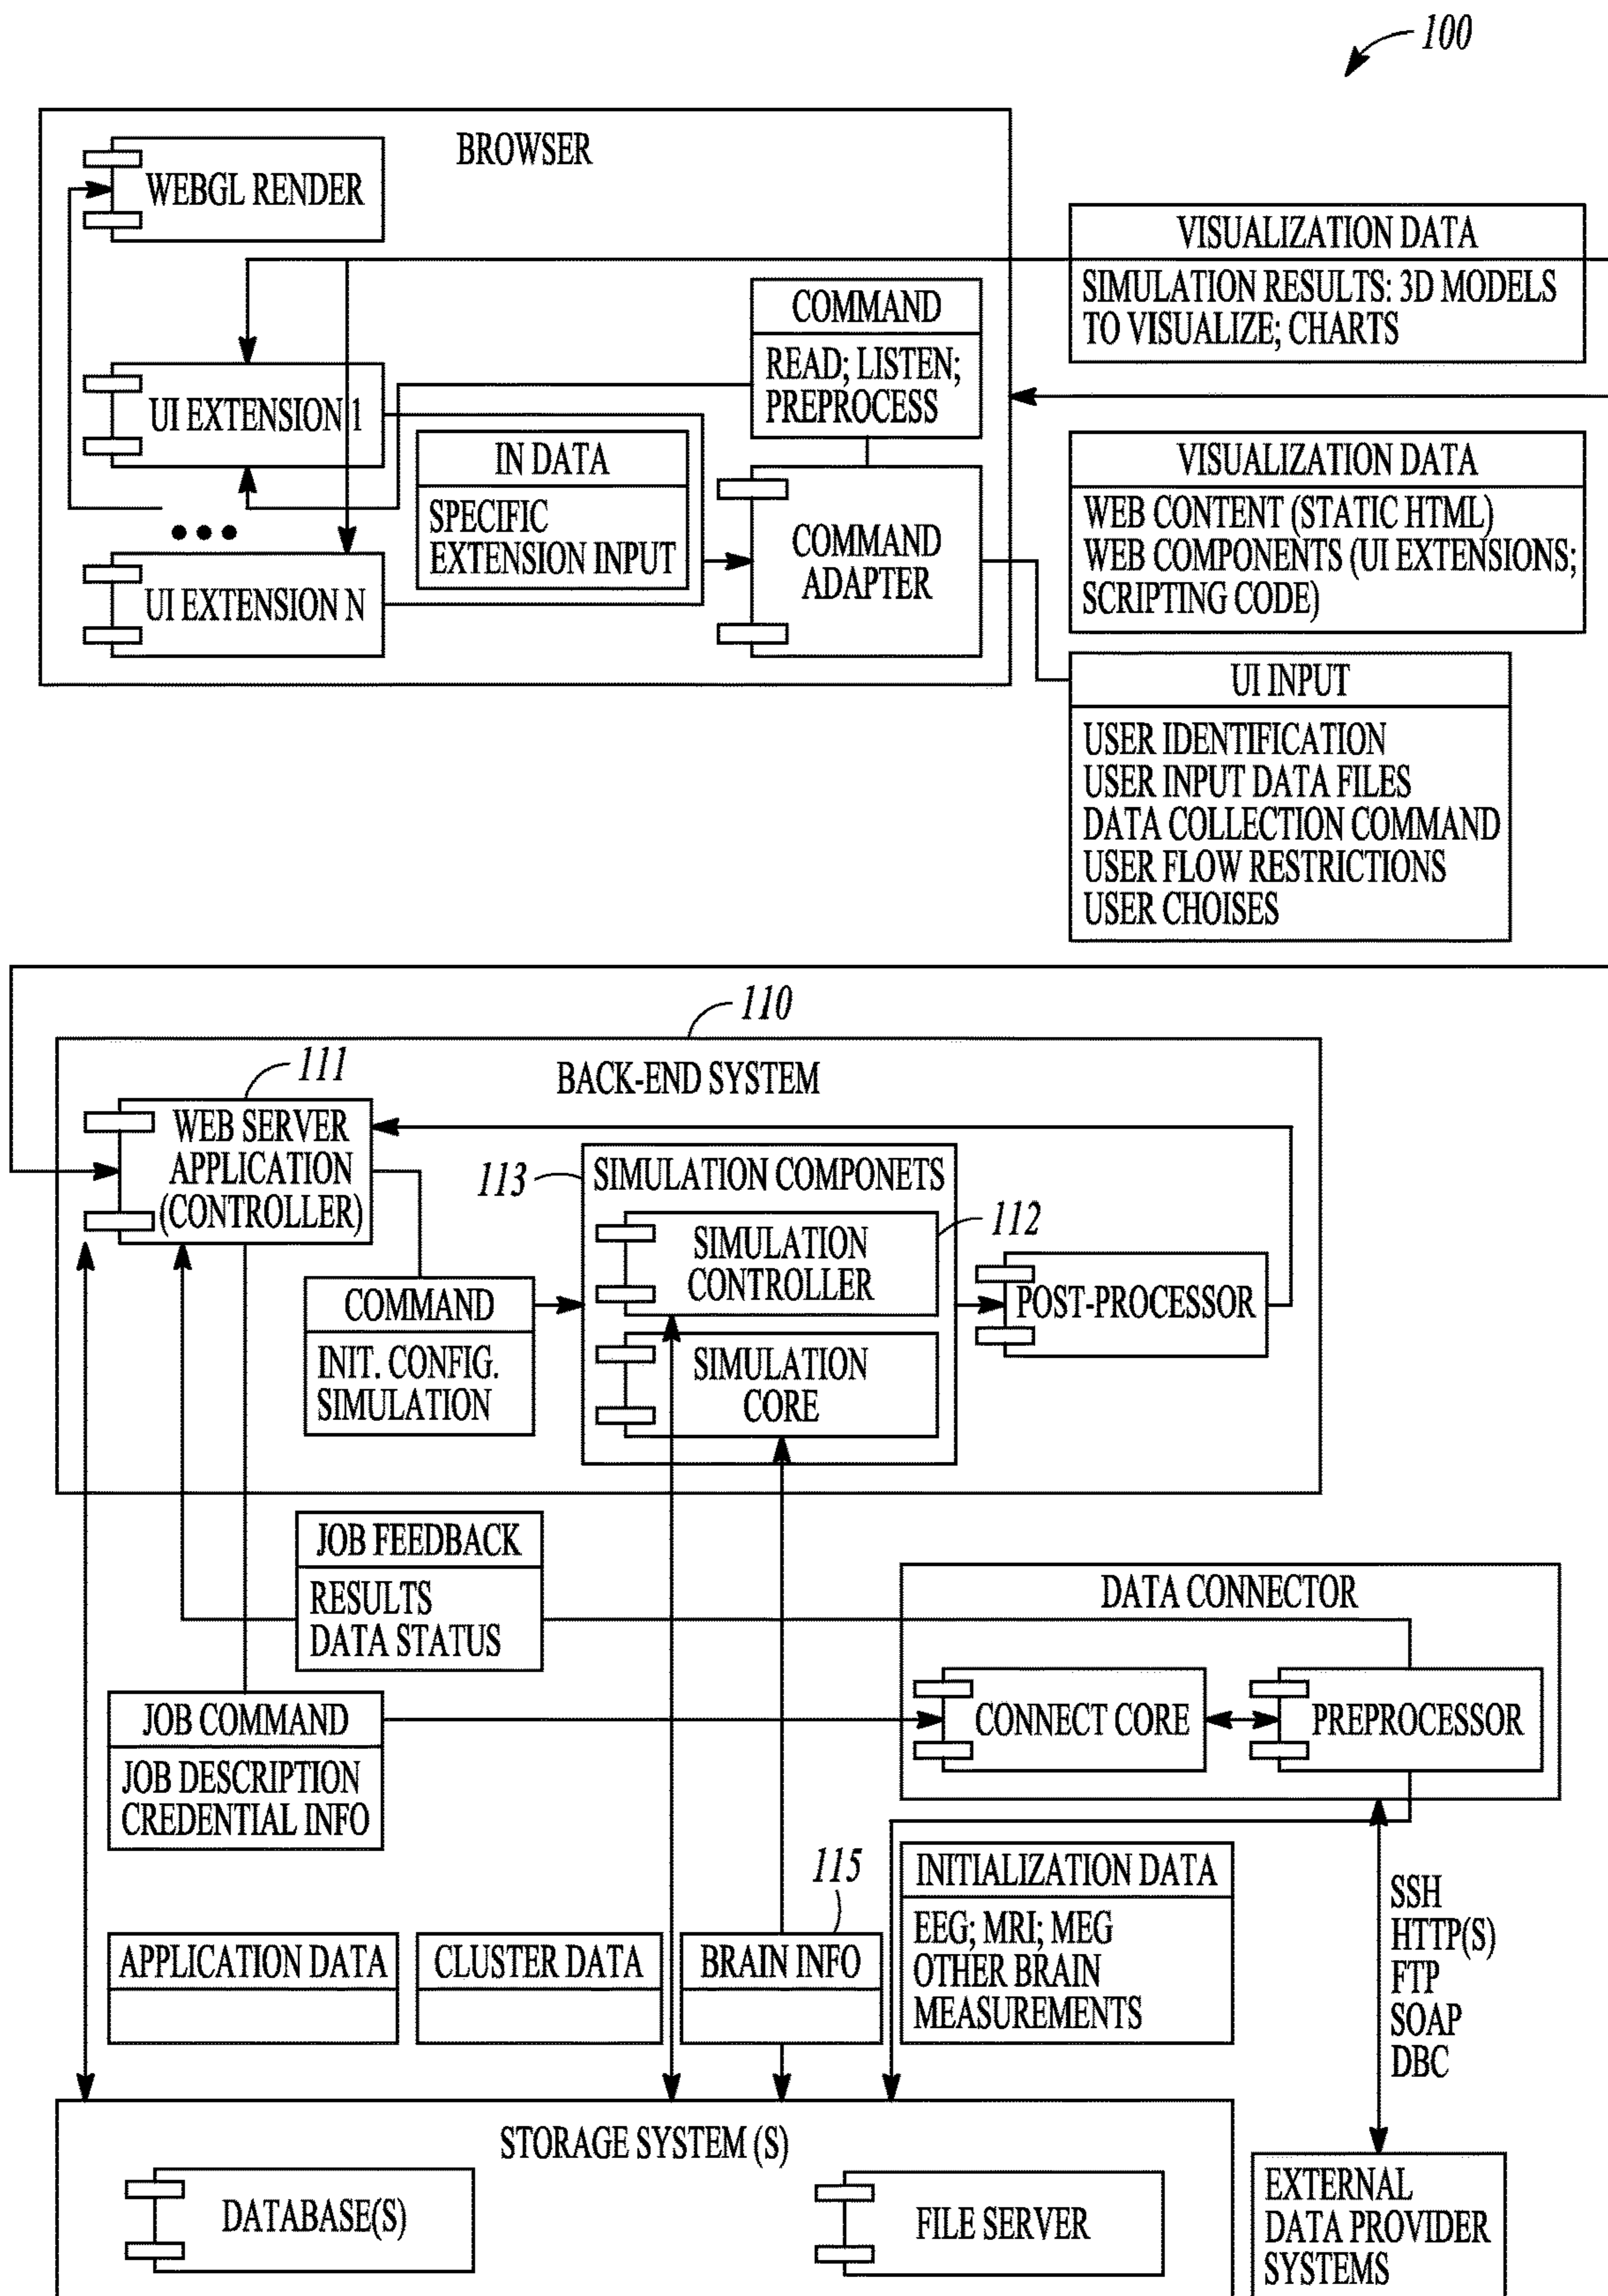 100
BROWSER
WEBGL RENDER
VISUALIZATION DATA
SIMULATION RESULTS: 3D MODELS
TO VISUALIZE; CHARTS
COMMAND
READ; LISTEN;
PREPROCESS
UI EXTENSION 1
IN DATA
SPECIFIC
EXTENSION INPUT
VISUALIZATION DATA
WEB CONTENT (STATIC HTML)
WEB COMPONENTS (UI EXTENSIONS;
SCRIPTING CODE)
COMMAND
ADAPTER
UI EXTENSION N
UI INPUT
USER IDENTIFICATION
USER INPUT DATA FILES
DATA COLLECTION COMMAND
USER FLOW RESTRICTIONS
USER CHOISES
110
111
BACK-END SYSTEM
WEB SERVER
APPLICATION
(CONTROLLER)
113
SIMULATION COMPONETS
112
SIMULATION
CONTROLLER
COMMAND
INIT. CONFIG.
SIMULATION
POST-PROCESSOR
SIMULATION
CORE
JOB FEEDBACK
RESULTS
DATA STATUS
DATA CONNECTOR
CONNECT CORE
PREPROCESSOR
JOB COMMAND
JOB DESCRIPTION
CREDENTIAL INFO
115
INITIALIZATION DATA
EEG; MRI; MEG
OTHER BRAIN
MEASUREMENTS
SSH
HTTP(S)
FTP
SOAP
DBC
APPLICATION DATA
CLUSTER DATA
BRAIN INFO
STORAGE SYSTEM (S)
DATABASE(S)
FILE SERVER
EXTERNAL
DATA PROVIDER
SYSTEMS